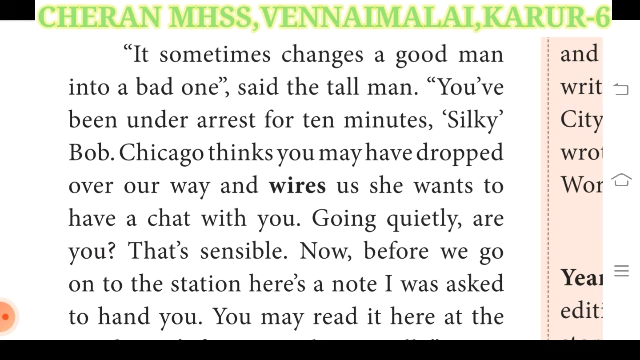 CHERAN MHSS,VENNAIMALAI,KARUR-6
“It sometimes changes a good man
into a bad one”, said the tall man. “You’ve
been under arrest for ten minutes, ‘Silky’
Bob. Chicago thinks you may have dropped
over our way and wires us she wants to
have a chat with you. Going quietly, are
you? That’s sensible. Now, before we go
on to the station here’s a note I was asked
to hand you. You may read it here at the
and
writ
City
wrot
Wor
Year
editi